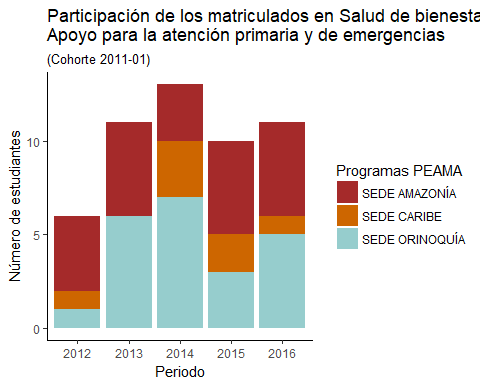 Participación de los matriculados en Salud de bienesta
Apoyo para la atención primaria y de emergencias
(Cohorte 2011-01)
Número de estudiantes
10
5
0
2012 2013 2014 2015 2016
Periodo
Programas PEAMA
SEDE AMAZONÍA
SEDE CARIBE
SEDE ORINOQUÍA